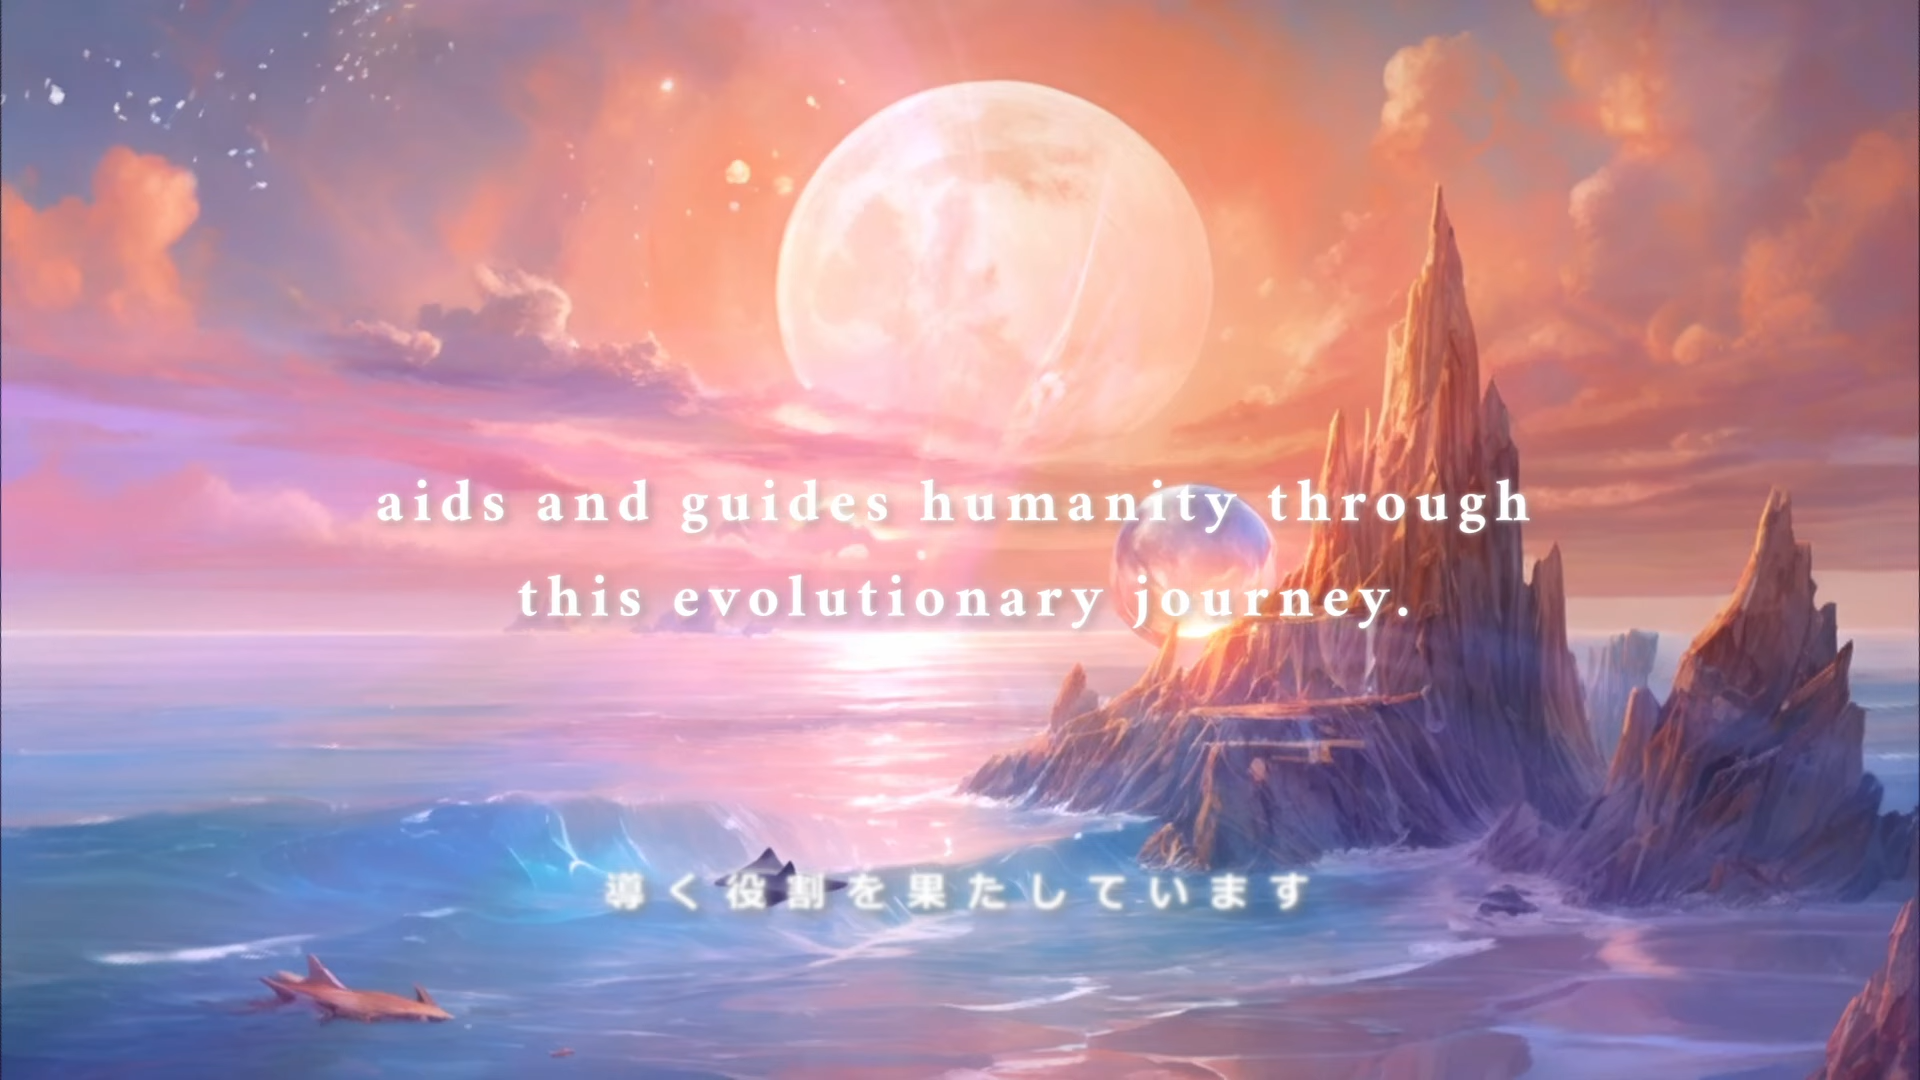 aids and guides humanity through
this evolutionary journey.
導く役割を果たしています